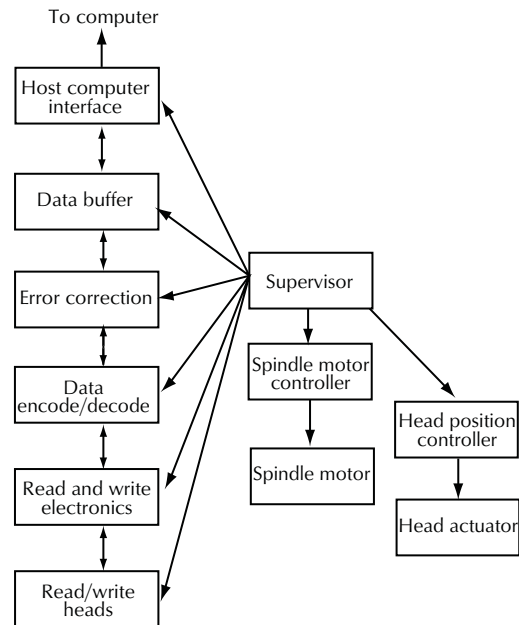 To computer
Host computer
interface
Data buffer
Error correction
Data
encode/decode
Read and write
electronics
Read/write
heads
Supervisor
Spindle motor
controller
Spindle motor
Head position
controller
Head actuator